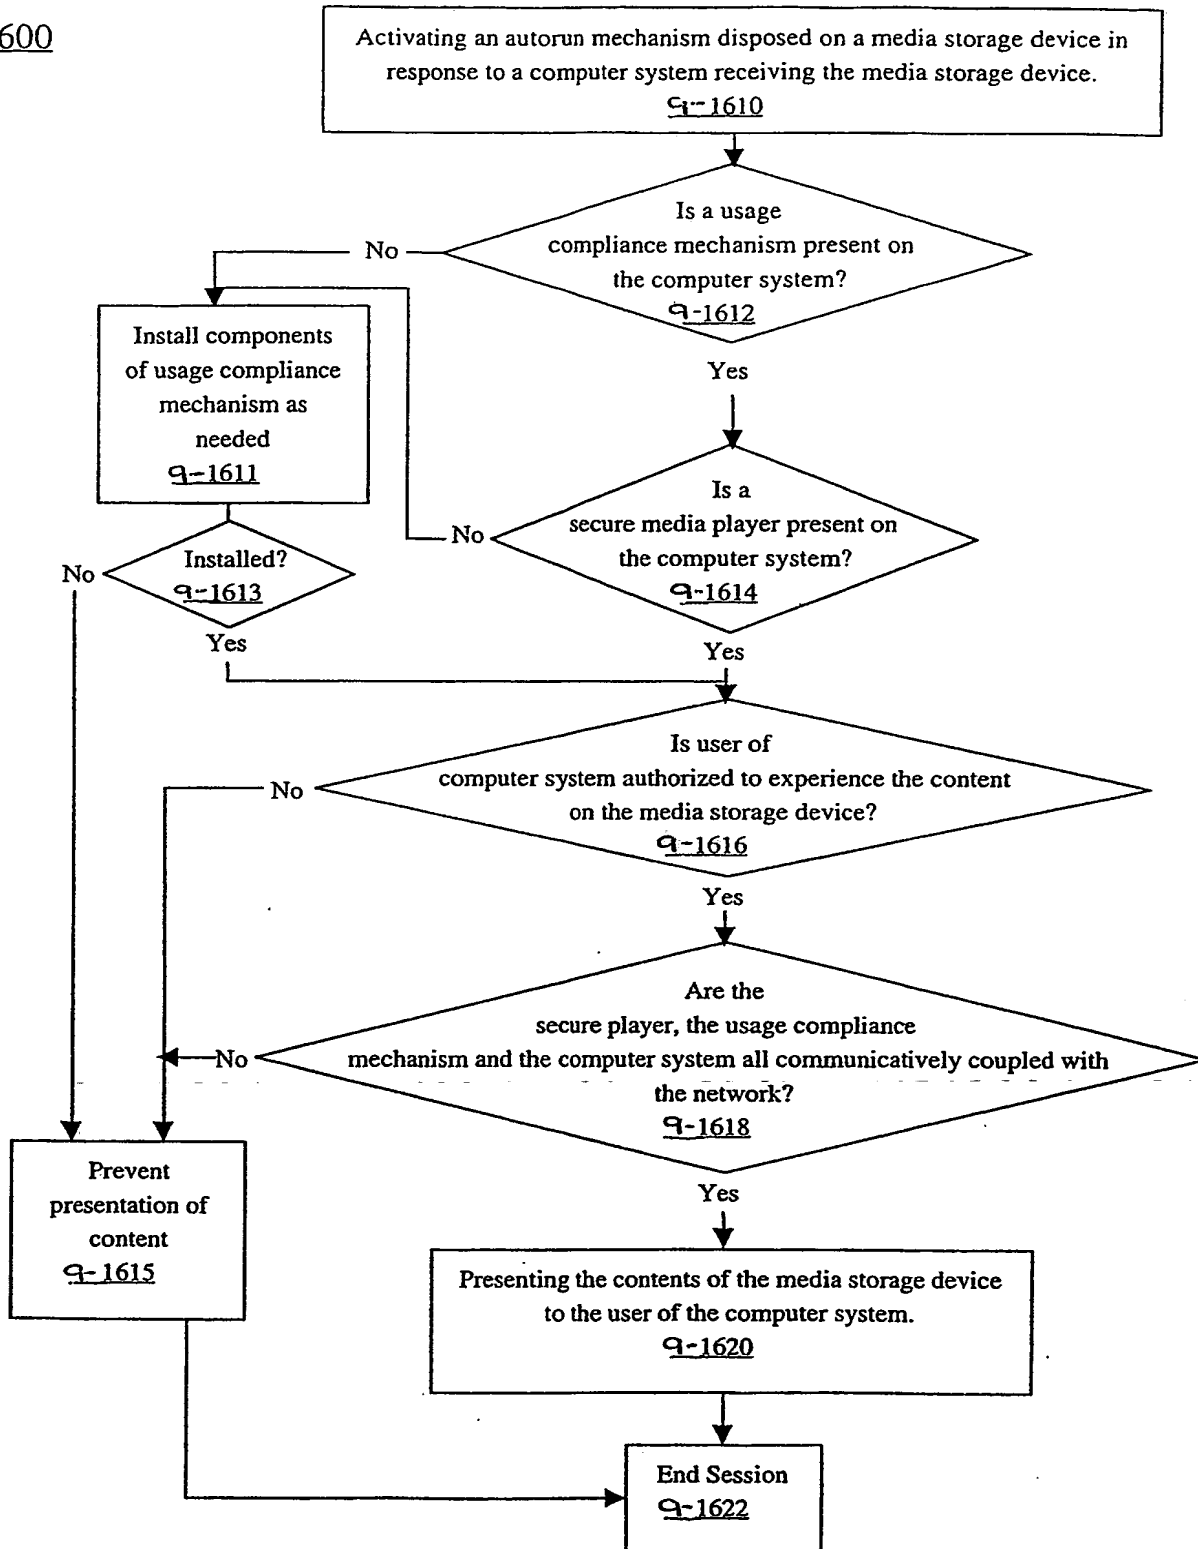 600
Activating an autorun mechanism disposed on a media storage device in
response to a computer system receiving the media storage device.
9-1610
Is a usage
compliance mechanism present on
the computer system?
9-1612
No
Yes
Install components
of usage compliance
mechanism as
needed
9-1611
Is a
secure media player present on
the computer system?
9-1614
No
Yes
Installed?
9-1613
No
Yes
Is user of
computer system authorized to experience the content
on the media storage device?
9-1616
No
Yes
Are the
secure player, the usage compliance
mechanism and the computer system all communicatively coupled with
the network?
9-1618
No
Yes
Prevent
presentation of
content
9-1615
Presenting the contents of the media storage device
to the user of the computer system.
9-1620
End Session
9-1622